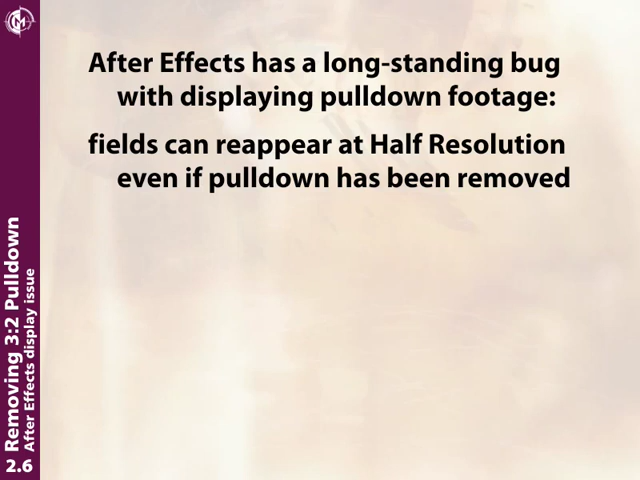 After Effects has a long-standing bug
with displaying pulldown footage:
fields can reappear at Half Resolution
even if pulldown has been removed
2.6 Removing 3:2 Pulldown
After Effects display issue